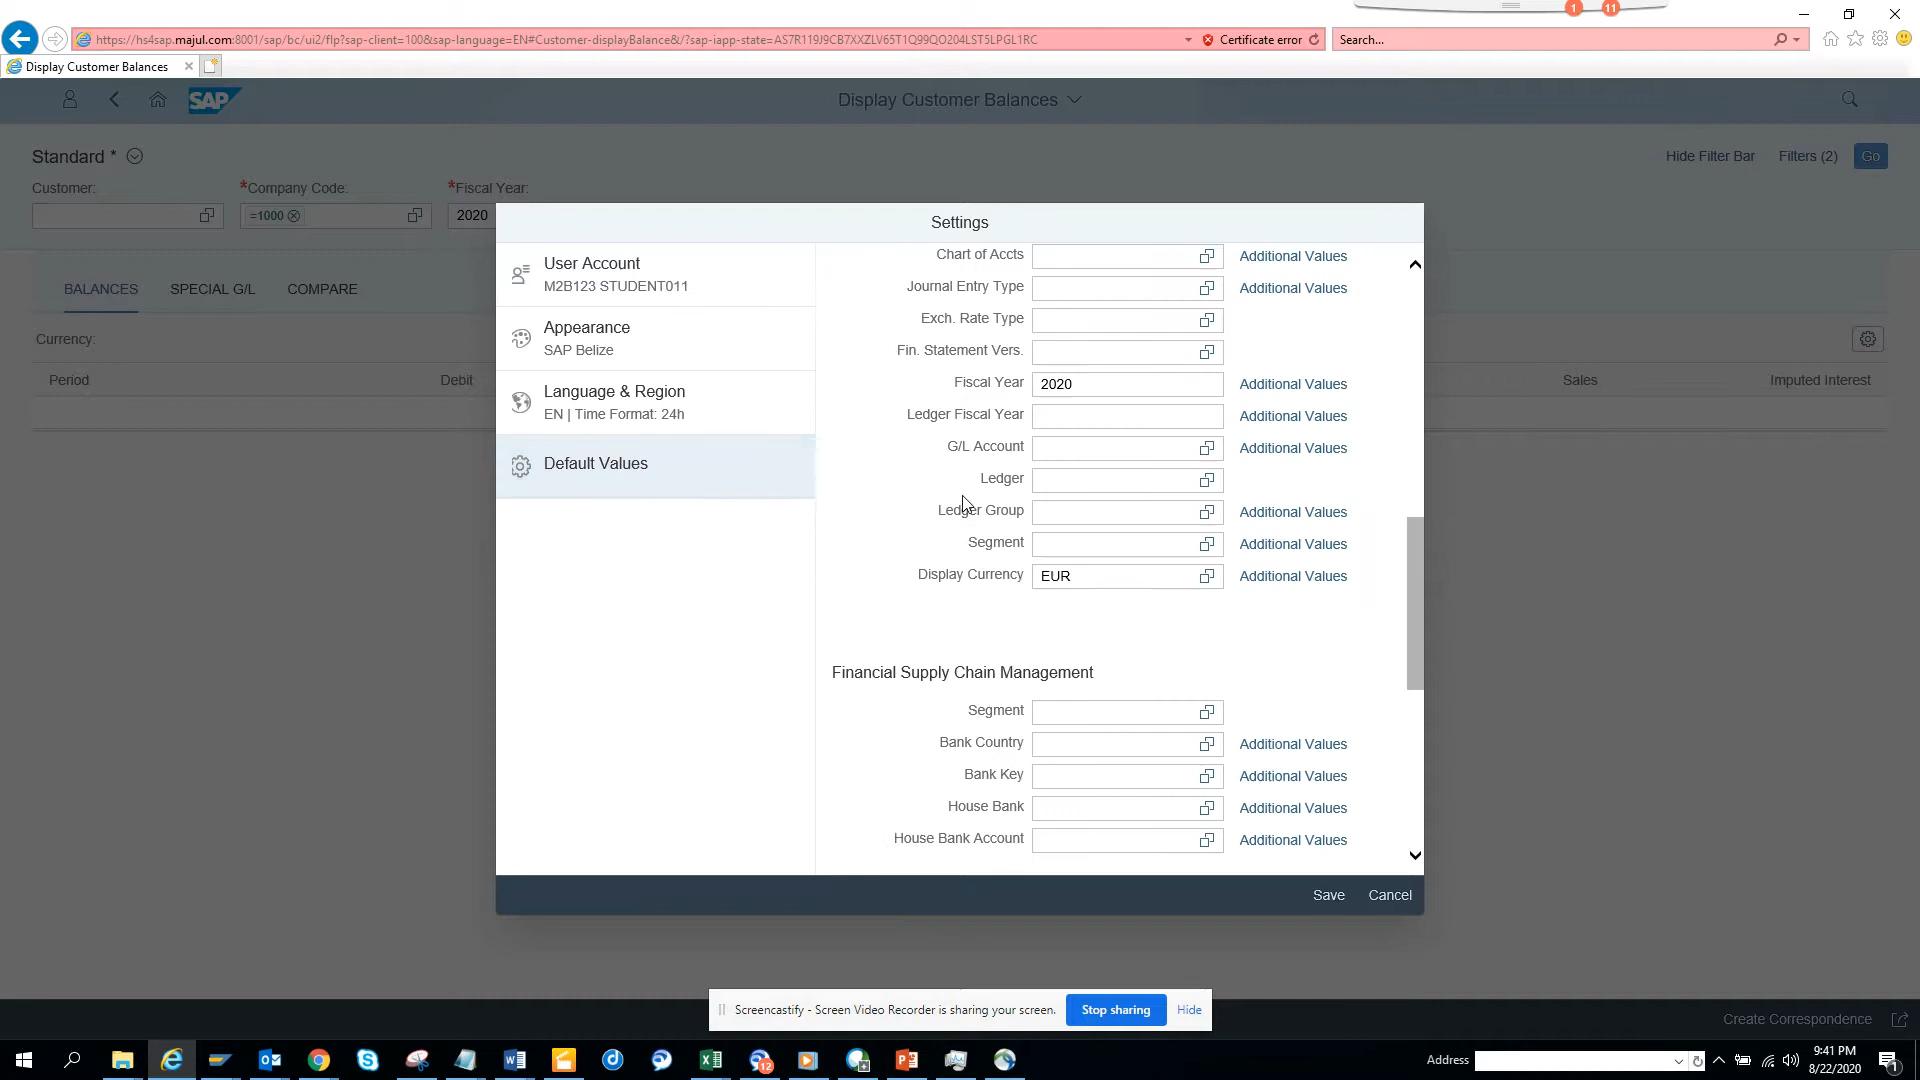 1
11
https://hs4sap.majul.com:8001/sap/bc/ui2/flp?sap-client=100&sap-language=EN#Customer-displayBalance&/?sap-iapp-state=AS7R119J9CB7XXZLV65T1Q99QO204LST5LPGL1RC
Certificate error
Search...
Display Customer Balances
SAP
Display Customer Balances
Standard *
Hide Filter Bar
Filters (2)
Go
Customer:
*Company Code:
*Fiscal Year:
=1000
2020
Settings
BALANCES
SPECIAL G/L
COMPARE
Currency:
Period
Debit
Sales
Imputed Interest
User Account
M2B123 STUDENT011
Appearance
SAP Belize
Language & Region
EN | Time Format: 24h
Default Values
Chart of Accts
Additional Values
Journal Entry Type
Additional Values
Exch. Rate Type
Fin. Statement Vers.
Fiscal Year
2020
Additional Values
Ledger Fiscal Year
Additional Values
G/L Account
Additional Values
Ledger
Ledger Group
Additional Values
Segment
Additional Values
Display Currency
EUR
Additional Values
Financial Supply Chain Management
Segment
Bank Country
Additional Values
Bank Key
Additional Values
House Bank
Additional Values
House Bank Account
Additional Values
Save
Cancel
Screencastify - Screen Video Recorder is sharing your screen.
Stop sharing
Hide
Create Correspondence
12
Address
9:41 PM
8/22/2020
1